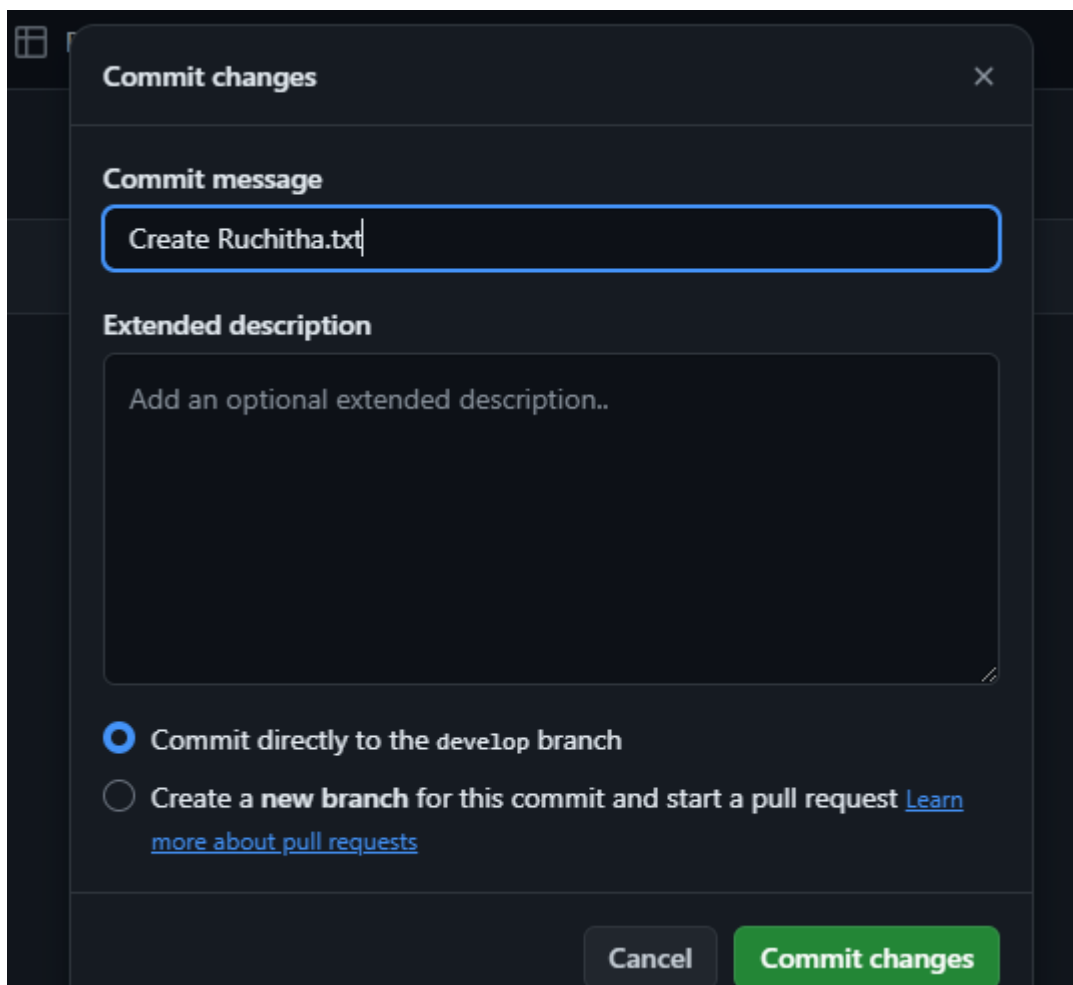 Commit changes
Commit message
Create Ruchitha.txt
Extended description
Add an optional extended description..
Commit directly to the develop branch
Create a new branch for this commit and start a pull request Learn
more about pull requests
Cancel
Commit changes